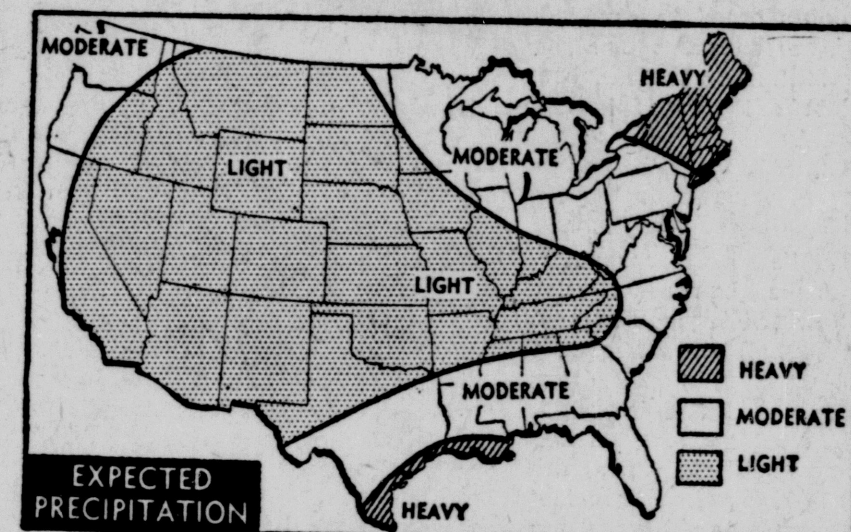 MODERATE
HEAVY
MODERATE
LIGHT
LIGHT
MODERATE
HEAVY
MODERATE
LIGHT
EXPECTED
PRECIPITATION
HEAVY